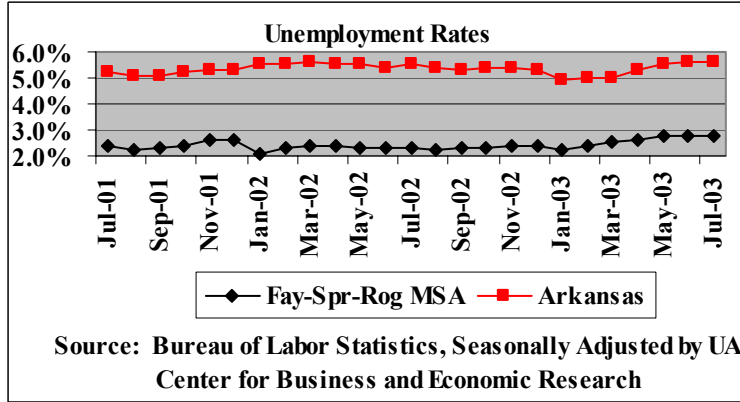 Unemployment Rates
6.0%
5.0%
4.0%
3.0%
2.0%
Jul-01
Sep-01
Nov-01
Jan-02
Mar-02
May-02
Jul-02
Sep-02
Nov-02
Jan-03
Mar-03
May-03
Jul-03
Fay-Spr-Rog MSA
Arkansas
Source: Bureau of Labor Statistics, Seasonally Adjusted by UA
Center for Business and Economic Research